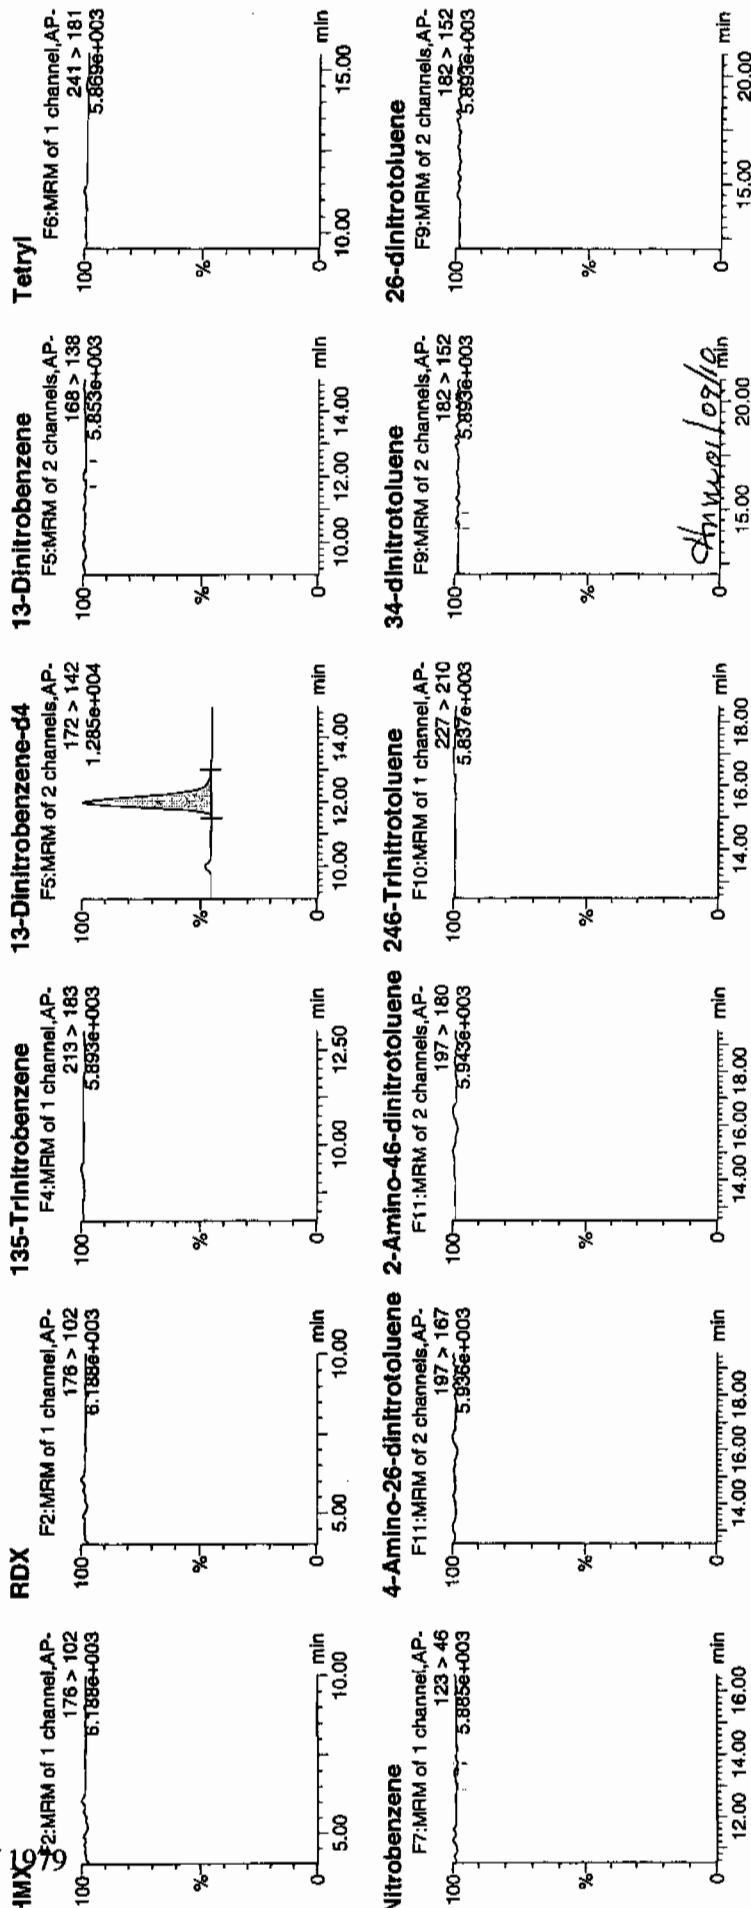 HMX
F2:MRM of 1 channel,AP-
176 > 102
6.188e+003
100
%
0
5.00 10.00 min
RDX
F2:MRM of 1 channel,AP-
176 > 102
6.188e+003
100
%
0
5.00 10.00 min
135-Trinitrobenzene
F4:MRM of 1 channel,AP-
213 > 183
5.893e+003
100
%
0
10.00 12.50 min
13-Dinitrobenzene-d4
F5:MRM of 2 channels,AP-
172 > 142
1.285e+004
100
%
0
10.00 12.00 14.00 min
13-Dinitrobenzene
F5:MRM of 2 channels,AP-
168 > 138
5.853e+003
100
%
0
10.00 12.00 14.00 min
Tetryl
F6:MRM of 1 channel,AP-
241 > 181
5.869e+003
100
%
0
10.00 15.00 min
Nitrobenzene
F7:MRM of 1 channel,AP-
123 > 46
5.885e+003
100
%
0
12.00 14.00 16.00 min
4-Amino-26-dinitrotoluene
F11:MRM of 2 channels,AP-
197 > 167
5.936e+003
100
%
0
14.00 16.00 18.00 min
2-Amino-46-dinitrotoluene
F11:MRM of 2 channels,AP-
197 > 180
5.943e+003
100
%
0
14.00 16.00 18.00 min
246-Trinitrotoluene
F10:MRM of 1 channel,AP-
227 > 210
5.837e+003
100
%
0
14.00 16.00 18.00 min
34-dinitrotoluene
F9:MRM of 2 channels,AP-
182 > 152
5.893e+003
100
%
0
15.00 20.00 min
26-dinitrotoluene
F9:MRM of 2 channels,AP-
182 > 152
5.893e+003
100
%
0
15.00 20.00 min
1979